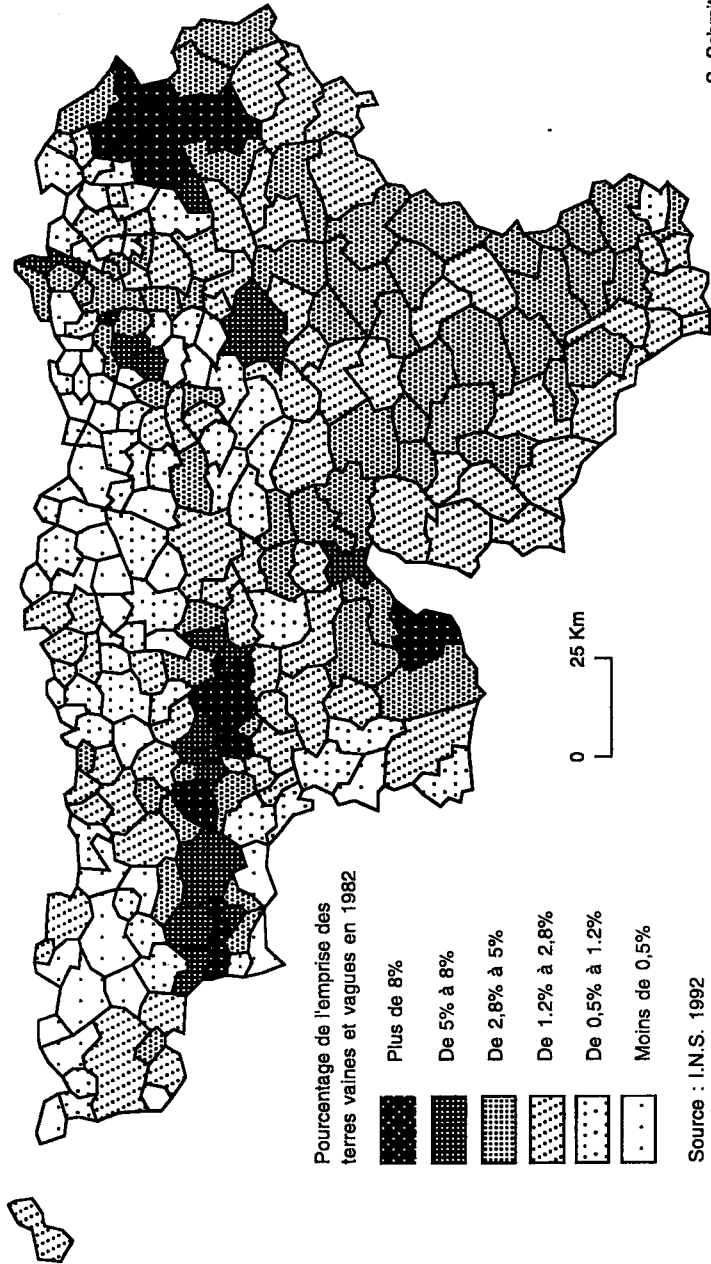 Pourcentage de l'emprise des
terres vaines et vagues en 1982
Plus de 8%
De 5% à 8%
De 2,8% à 5%
De 1.2% à 2,8%
De 0,5% à 1.2%
Moins de 0,5%
Source : I.N.S. 1992
0 25 Km